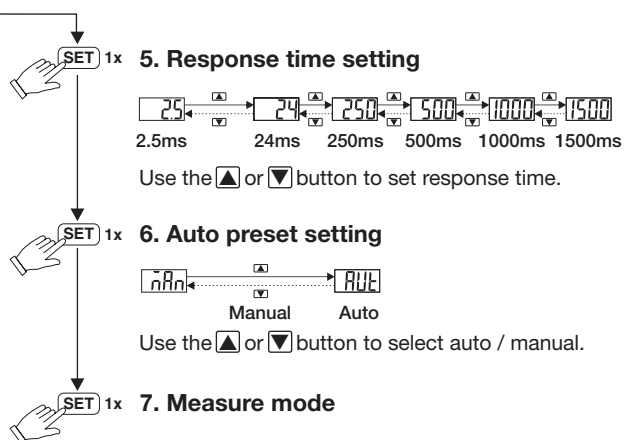 SET 1x 5. Response time setting
▲ ▲ ▲ ▲ ▲
2.5 24 250 500 1000 1500
▼ ▼ ▼ ▼ ▼
2.5ms 24ms 250ms 500ms 1000ms 1500ms
Use the ▲ or ▼ button to set response time.
SET 1x 6. Auto preset setting
▲
mAn AUt
▼
Manual Auto
Use the ▲ or ▼ button to select auto / manual.
SET 1x 7. Measure mode